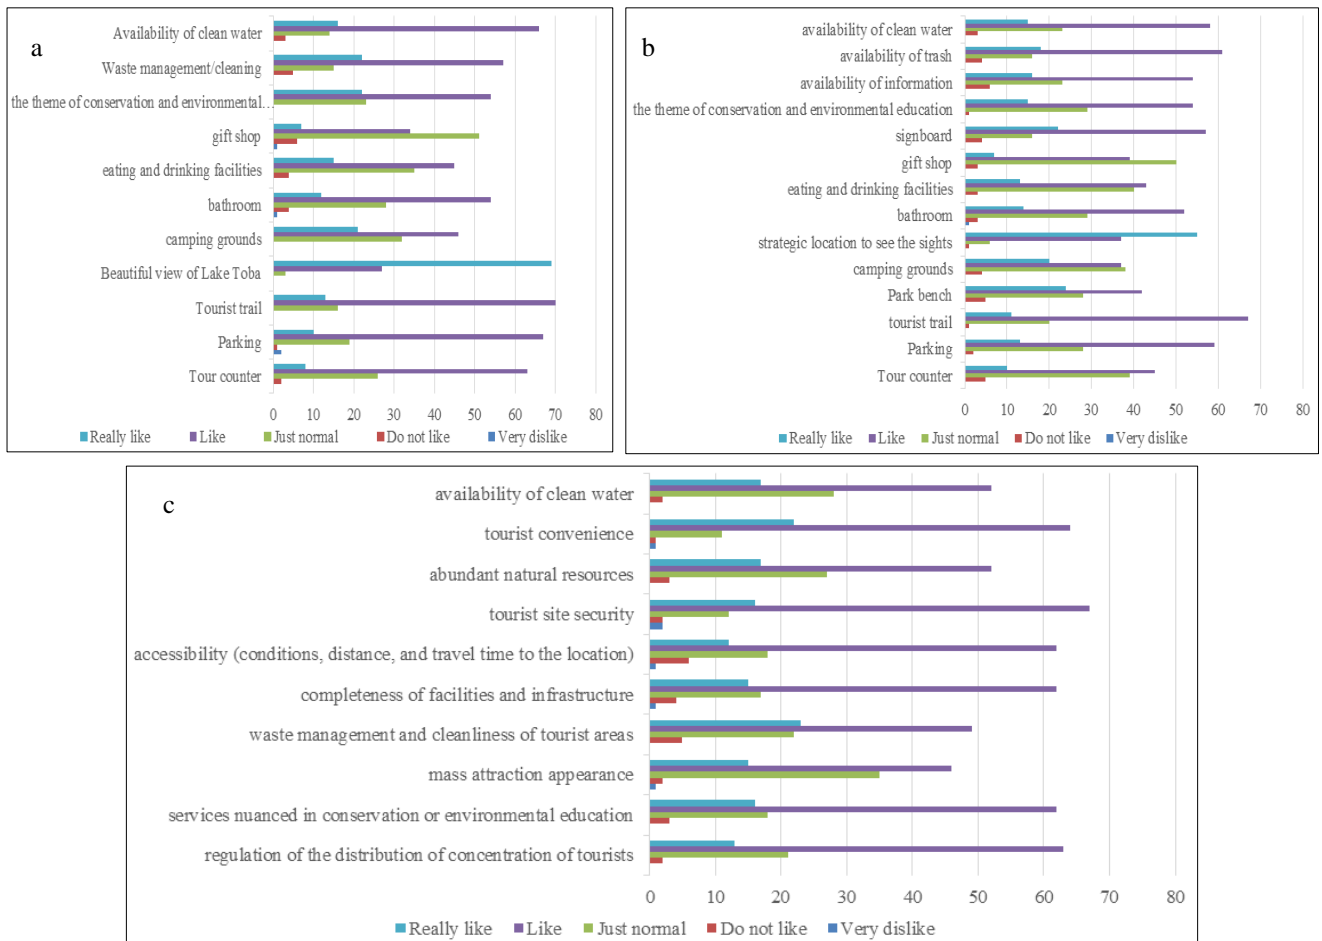 a
Availability of clean water
Waste management/cleaning
the theme of conservation and environmental...
gift shop
eating and drinking facilities
bathroom
camping grounds
Beautiful view of Lake Toba
Tourist trail
Parking
Tour counter
0 10 20 30 40 50 60 70 80
Really like Like Just normal Do not like Very dislike
b
availability of clean water
availability of trash
availability of information
the theme of conservation and environmental education
signboard
gift shop
eating and drinking facilities
bathroom
strategic location to see the sights
camping grounds
Park bench
tourist trail
Parking
Tour counter
0 10 20 30 40 50 60 70 80
Really like Like Just normal Do not like Very dislike
c
availability of clean water
tourist convenience
abundant natural resources
tourist site security
accessibility (conditions, distance, and travel time to the location)
completeness of facilities and infrastructure
waste management and cleanliness of tourist areas
mass attraction appearance
services nuanced in conservation or environmental education
regulation of the distribution of concentration of tourists
0 10 20 30 40 50 60 70 80
Really like Like Just normal Do not like Very dislike